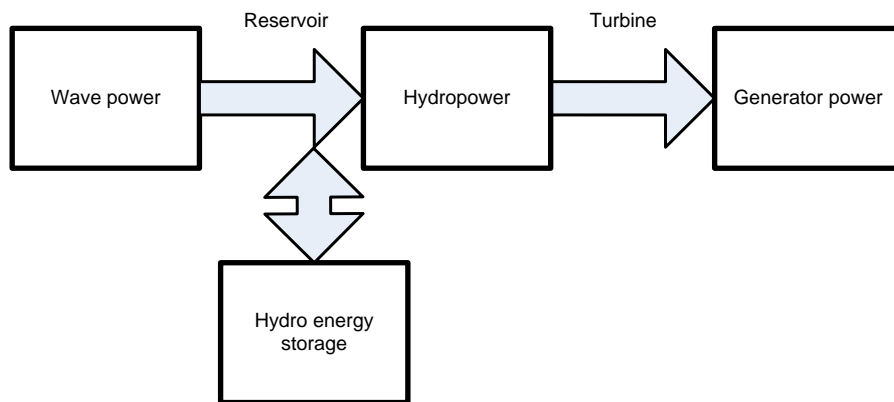 Reservoir
Turbine
Wave power
Hydropower
Generator power
Hydro energy
storage